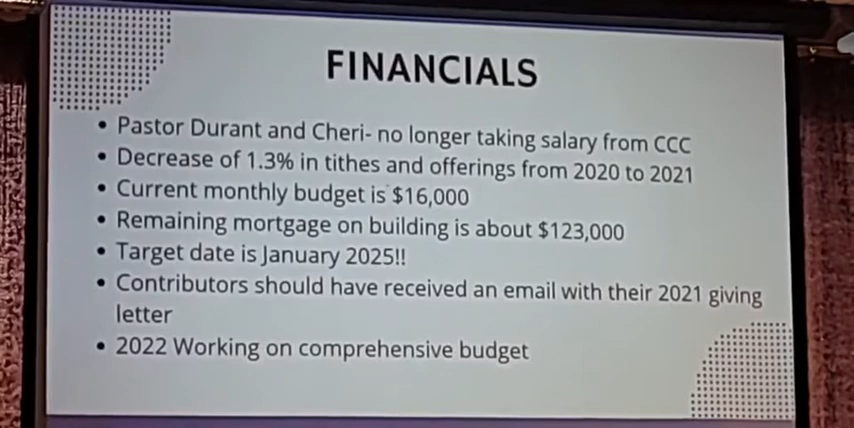 FINANCIALS
• Pastor Durant and Cheri- no longer taking salary from CCC
• Decrease of 1.3% in tithes and offerings from 2020 to 2021
• Current monthly budget is $16,000
• Remaining mortgage on building is about $123,000
• Target date is January 2025!!
• Contributors should have received an email with their 2021 giving
letter
• 2022 Working on comprehensive budget